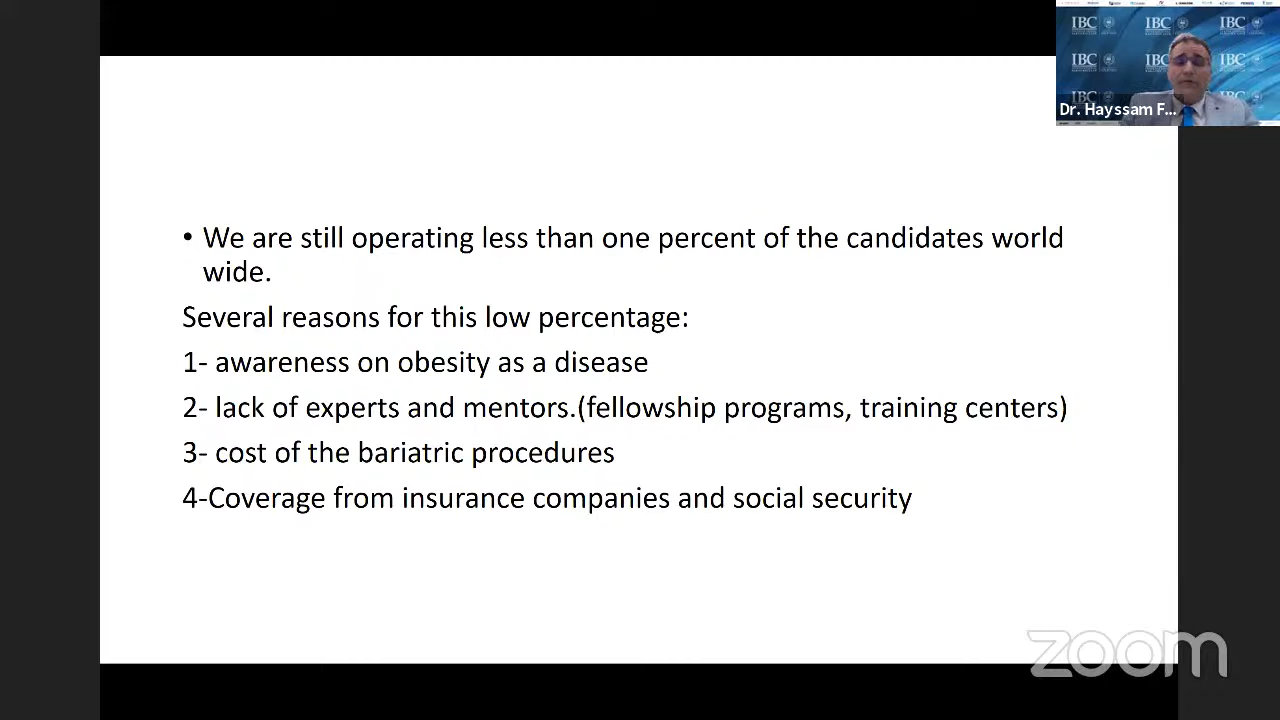 IBC IBC IBC
IBC IBC IBC
IBC
Dr. Hayssam F...
• We are still operating less than one percent of the candidates world
wide.
Several reasons for this low percentage:
1- awareness on obesity as a disease
2- lack of experts and mentors.(fellowship programs, training centers)
3- cost of the bariatric procedures
4-Coverage from insurance companies and social security
zoom